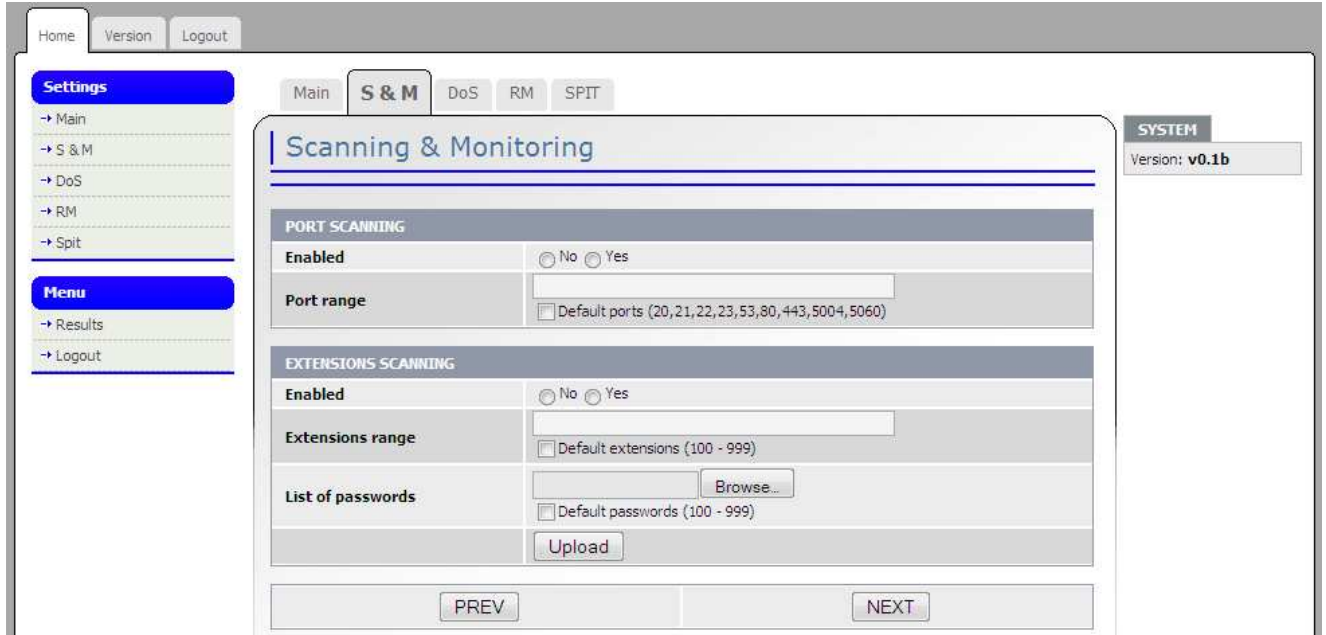 Home Version Logout
Settings
Main
S & M
DoS
RM
Spit
Menu
Results
Logout
Main S & M DoS RM SPIT
Scanning & Monitoring
PORT SCANNING
Enabled No Yes
Port range
Default ports (20,21,22,23,53,80,443,5004,5060)
EXTENSIONS SCANNING
Enabled No Yes
Extensions range
Default extensions (100 - 999)
List of passwords Browse...
Default passwords (100 - 999)
Upload
PREV NEXT
SYSTEM
Version: v0.1b